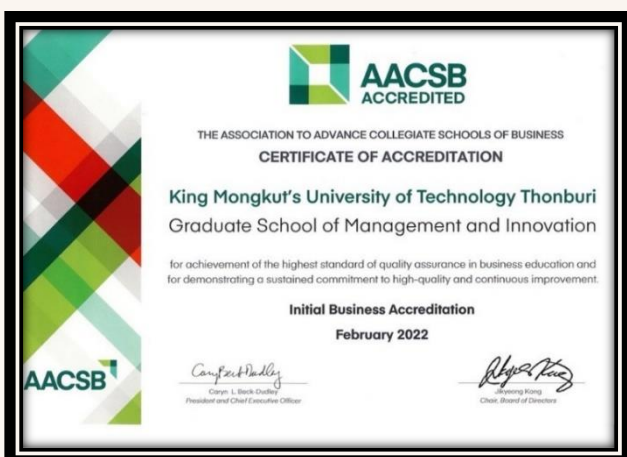 AACSB
ACCREDITED
THE ASSOCIATION TO ADVANCE COLLEGIATE SCHOOLS OF BUSINESS
CERTIFICATE OF ACCREDITATION
King Mongkut's University of Technology Thonburi
Graduate School of Management and Innovation
for achievement of the highest standard of quality assurance in business education and
for demonstrating a sustained commitment to high-quality and continuous improvement.
Initial Business Accreditation
February 2022
AACSB
Caryn L. Beck-Dudley
President and Chief Executive Officer
Jikyeong Kang
Chair, Board of Directors